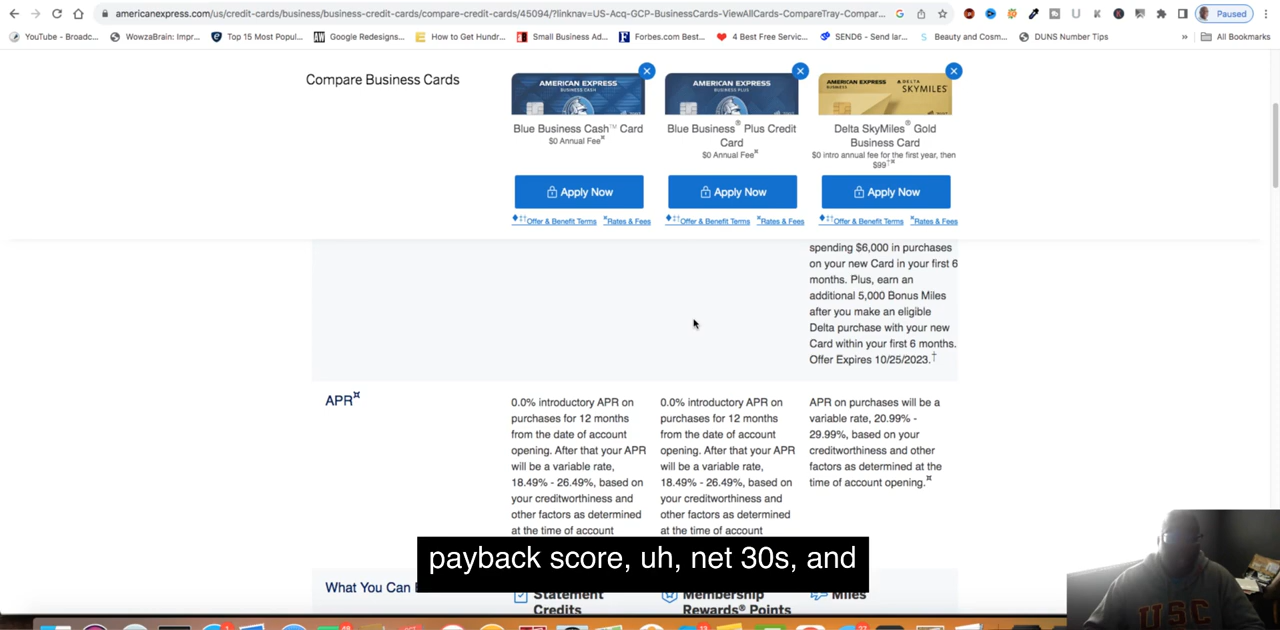 americanexpress.com/us/credit-cards/business/business-credit-cards/compare-credit-cards/45094/?linknav=US-Acq-GCP-BusinessCards-ViewAllCards-CompareTray-Compar...
Paused
YouTube - Broadc...
WowzaBrain: Impr...
Top 15 Most Popul...
Google Redesigns...
How to Get Hundr...
Small Business Ad...
Forbes.com Best...
4 Best Free Servic...
SEND6 - Send lar...
Beauty and Cosm...
DUNS Number Tips
»
All Bookmarks
Compare Business Cards
AMERICAN EXPRESS
BUSINESS CASH
Blue Business Cash™ Card
$0 Annual Fee¤
Apply Now
♦‡†Offer & Benefit Terms
¤Rates & Fees
AMERICAN EXPRESS
BUSINESS PLUS
Blue Business® Plus Credit
Card
$0 Annual Fee¤
Apply Now
♦‡†Offer & Benefit Terms
¤Rates & Fees
AMERICAN EXPRESS
BUSINESS
DELTA
SKYMILES
Delta SkyMiles® Gold
Business Card
$0 intro annual fee for the first year, then
$99†¤
Apply Now
♦‡†Offer & Benefit Terms
¤Rates & Fees
spending $6,000 in purchases
on your new Card in your first 6
months. Plus, earn an
additional 5,000 Bonus Miles
after you make an eligible
Delta purchase with your new
Card within your first 6 months.
Offer Expires 10/25/2023.†
APR¤
0.0% introductory APR on
purchases for 12 months
from the date of account
opening. After that your APR
will be a variable rate,
18.49% - 26.49%, based on
your creditworthiness and
other factors as determined
at the time of account
0.0% introductory APR on
purchases for 12 months
from the date of account
opening. After that your APR
will be a variable rate,
18.49% - 26.49%, based on
your creditworthiness and
other factors as determined
at the time of account
APR on purchases will be a
variable rate, 20.99% -
29.99%, based on your
creditworthiness and other
factors as determined at the
time of account opening.¤
payback score, uh, net 30s, and
What You Can
Statement
Credits
Membership
Rewards® Points
Miles
USC